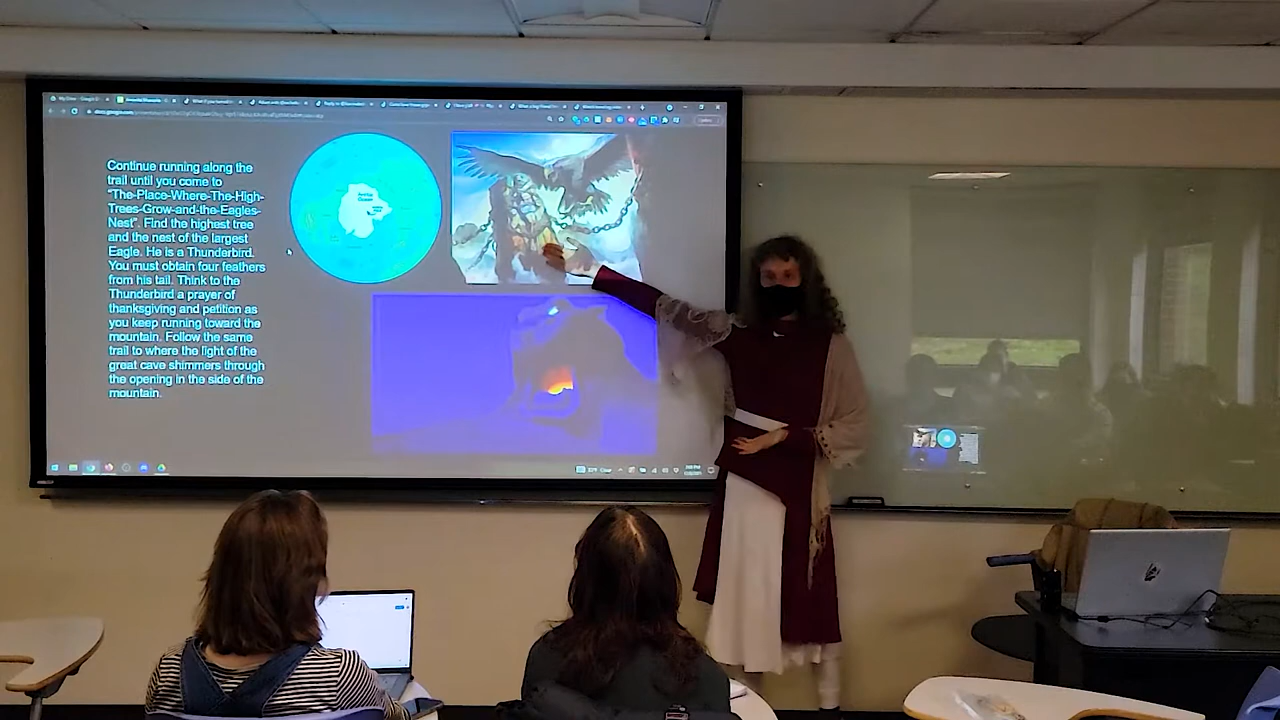 Continue running along the
trail until you come to
"The-Place-Where-The-High-
Trees-Grow-and-the-Eagles-
Nest". Find the highest tree
and the nest of the largest
Eagle. He is a Thunderbird.
You must obtain four feathers
from his tail. Think to the
Thunderbird a prayer of
thanksgiving and petition as
you keep running toward the
mountain. Follow the same
trail to where the light of the
great cave shimmers through
the opening in the side of the
mountain.